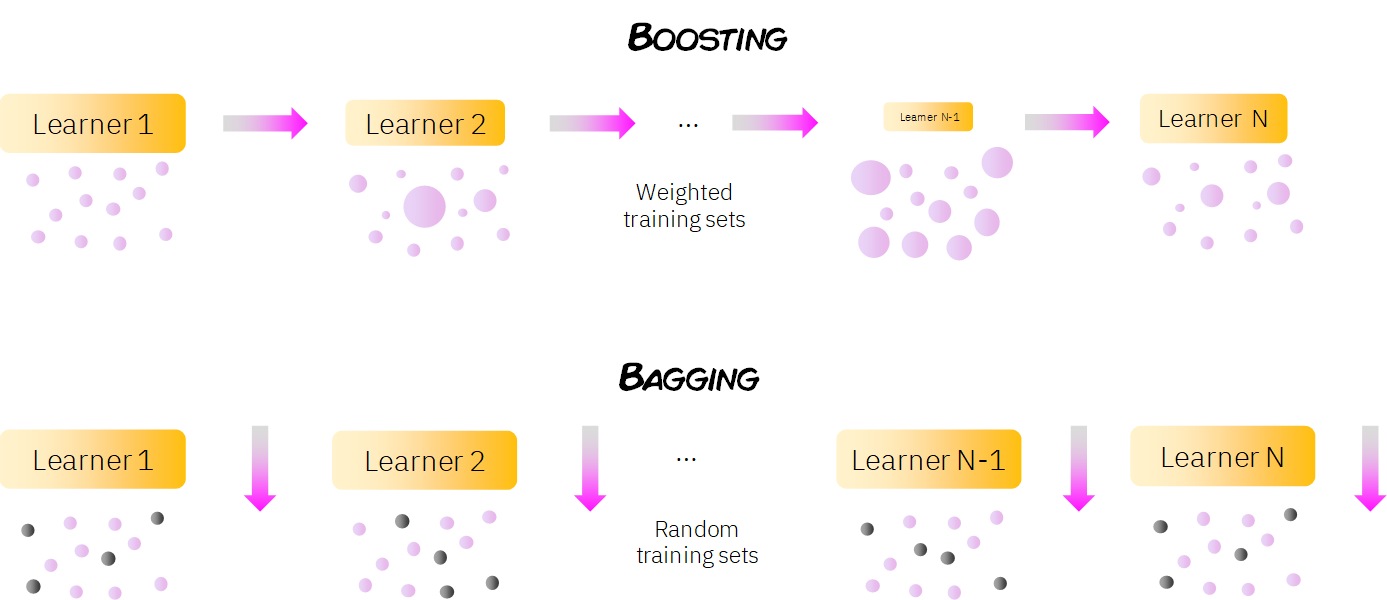 BOOSTING
Learner 1
Learner 2
...
Learner N-1
Learner N
Weighted
training sets
BAGGING
Learner 1
Learner 2
...
Learner N-1
Learner N
Random
training sets